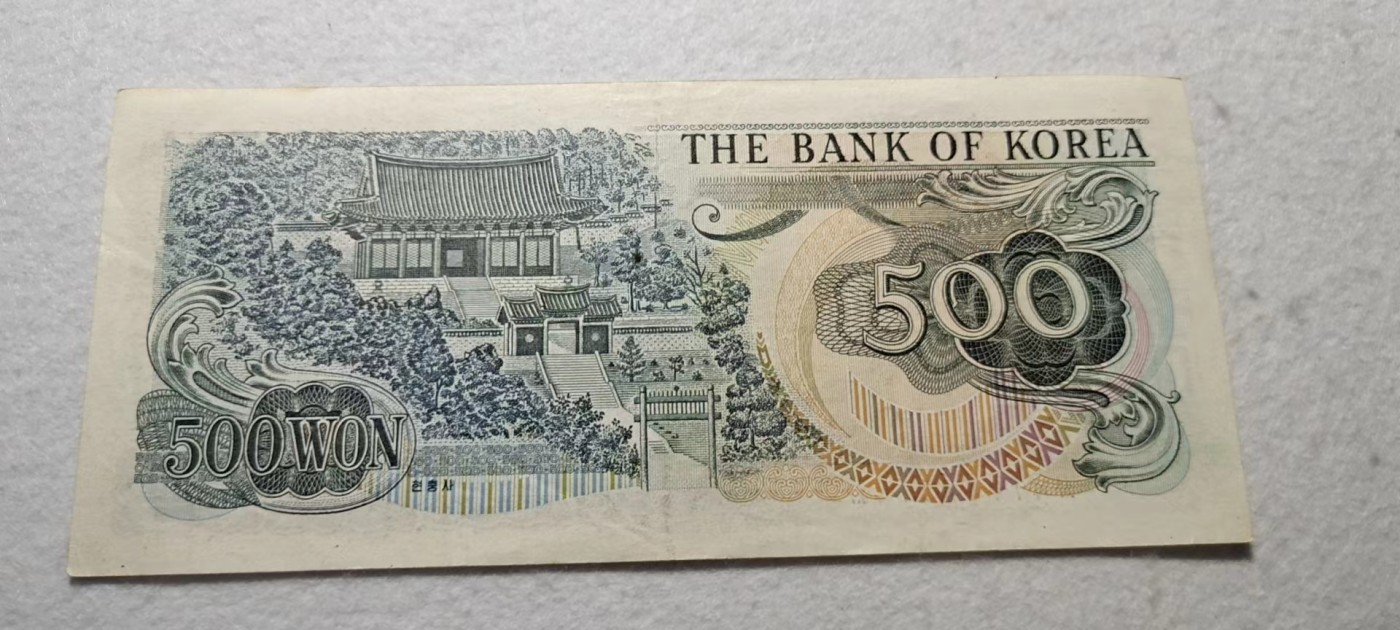 THE BANK OF KOREA
500
500 WON
현충사